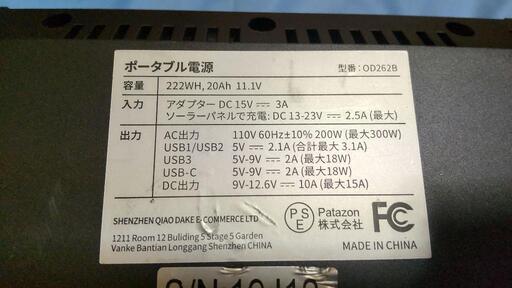 ポータブル電源 型番：OD262B
容量 222WH, 20Ah 11.1V
入力 アダプター DC 15V ⎓ 3A
ソーラーパネルで充電: DC 13-23V ⎓ 2.5A (最大)
出力 AC出力 110V 60Hz±10% 200W (最大300W)
USB1/USB2 5V ⎓ 2.1A (合計最大 3.1A)
USB3 5V-9V ⎓ 2A (最大18W)
USB-C 5V-9V ⎓ 2A (最大18W)
DC出力 9V-12.6V ⎓ 10A (最大15A)
SHENZHEN QIAO DAKE E-COMMERCE LTD
1211 Room 12 Buliding 5 Stage 5 Garden
Vanke Bantian Longgang Shenzhen CHINA
PSE
Patazon
株式会社
FC
MADE IN CHINA